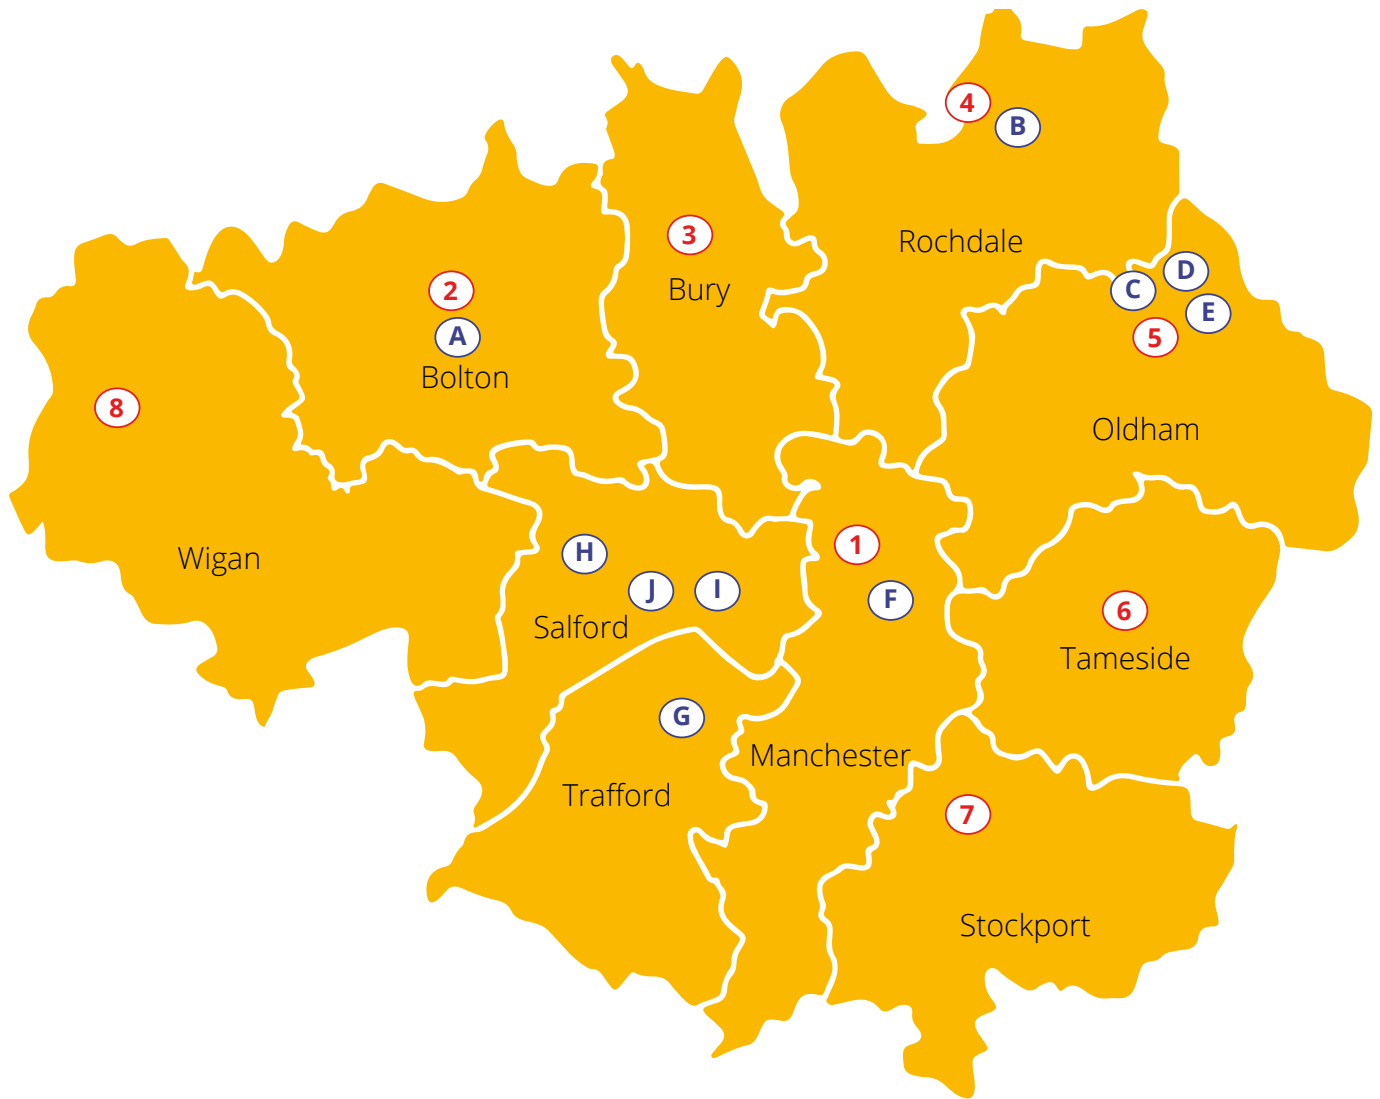 4
B
3
Rochdale
D
2
Bury
C
E
A
5
Bolton
8
Oldham
1
H
Wigan
J
I
F
6
Salford
Tameside
G
Manchester
Trafford
7
Stockport